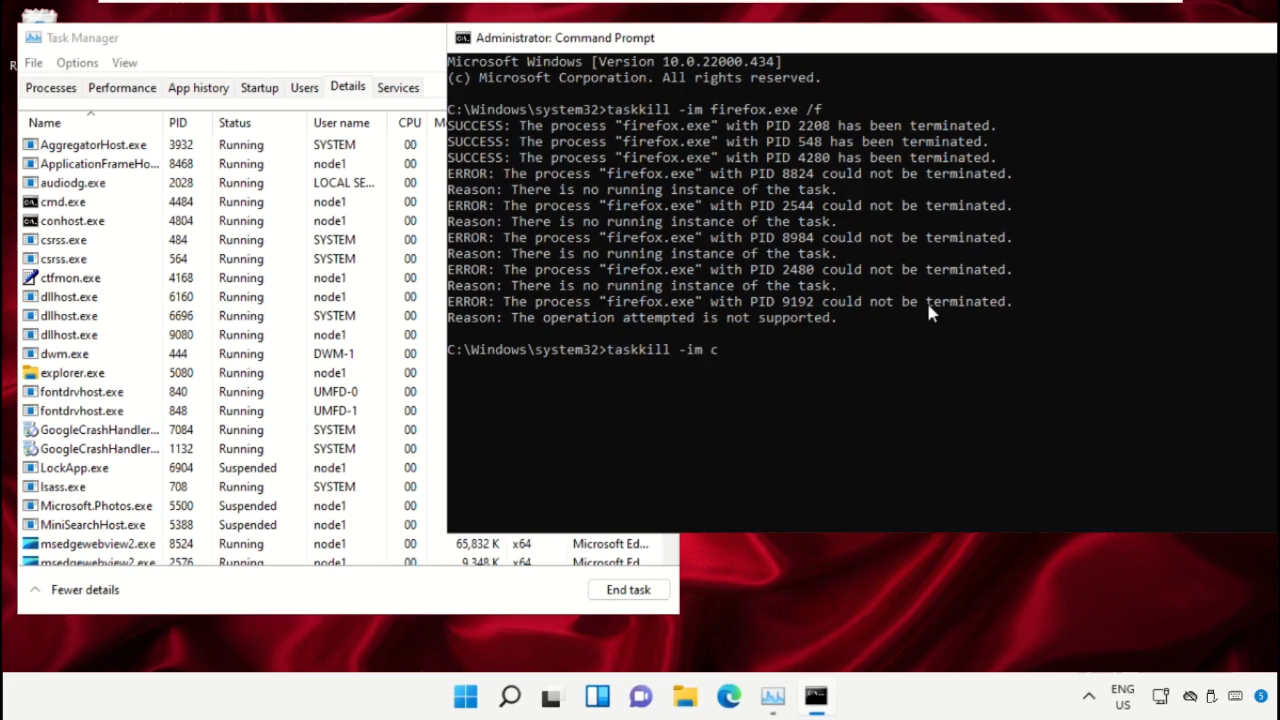 Task Manager
File Options View
Processes Performance App history Startup Users Details Services
Name PID Status User name CPU M
AggregatorHost.exe 3932 Running SYSTEM 00
ApplicationFrameHo... 8468 Running node1 00
audiodg.exe 2028 Running LOCAL SE... 00
cmd.exe 4484 Running node1 00
conhost.exe 4804 Running node1 00
csrss.exe 484 Running SYSTEM 00
csrss.exe 564 Running SYSTEM 00
ctfmon.exe 4168 Running node1 00
dllhost.exe 6160 Running node1 00
dllhost.exe 6696 Running SYSTEM 00
dllhost.exe 9080 Running node1 00
dwm.exe 444 Running DWM-1 00
explorer.exe 5080 Running node1 00
fontdrvhost.exe 840 Running UMFD-0 00
fontdrvhost.exe 848 Running UMFD-1 00
GoogleCrashHandler... 7084 Running SYSTEM 00
GoogleCrashHandler... 1132 Running SYSTEM 00
LockApp.exe 6904 Suspended node1 00
lsass.exe 708 Running SYSTEM 00
Microsoft.Photos.exe 5500 Suspended node1 00
MiniSearchHost.exe 5388 Suspended node1 00
msedgewebview2.exe 8524 Running node1 00 65,832 K x64 Microsoft Ed...
msedgewebview2.exe 2576 Running node1 00 9,348 K x64 Microsoft Ed...
Fewer details
End task
Administrator: Command Prompt
Microsoft Windows [Version 10.0.22000.434]
(c) Microsoft Corporation. All rights reserved.
C:\Windows\system32>taskkill -im firefox.exe /f
SUCCESS: The process "firefox.exe" with PID 2208 has been terminated.
SUCCESS: The process "firefox.exe" with PID 548 has been terminated.
SUCCESS: The process "firefox.exe" with PID 4280 has been terminated.
ERROR: The process "firefox.exe" with PID 8824 could not be terminated.
Reason: There is no running instance of the task.
ERROR: The process "firefox.exe" with PID 2544 could not be terminated.
Reason: There is no running instance of the task.
ERROR: The process "firefox.exe" with PID 8984 could not be terminated.
Reason: There is no running instance of the task.
ERROR: The process "firefox.exe" with PID 2480 could not be terminated.
Reason: There is no running instance of the task.
ERROR: The process "firefox.exe" with PID 9192 could not be terminated.
Reason: The operation attempted is not supported.
C:\Windows\system32>taskkill -im c
R
ENG
US
5